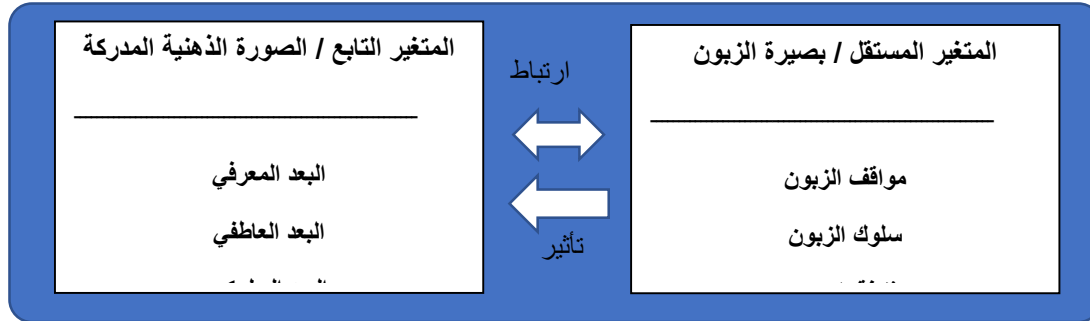 المتغير المستقل / بصيرة الزبون
مواقف الزبون
سلوك الزبون
ارتباط
تأثير
المتغير التابع / الصورة الذهنية المدركة
البعد المعرفي
البعد العاطفي